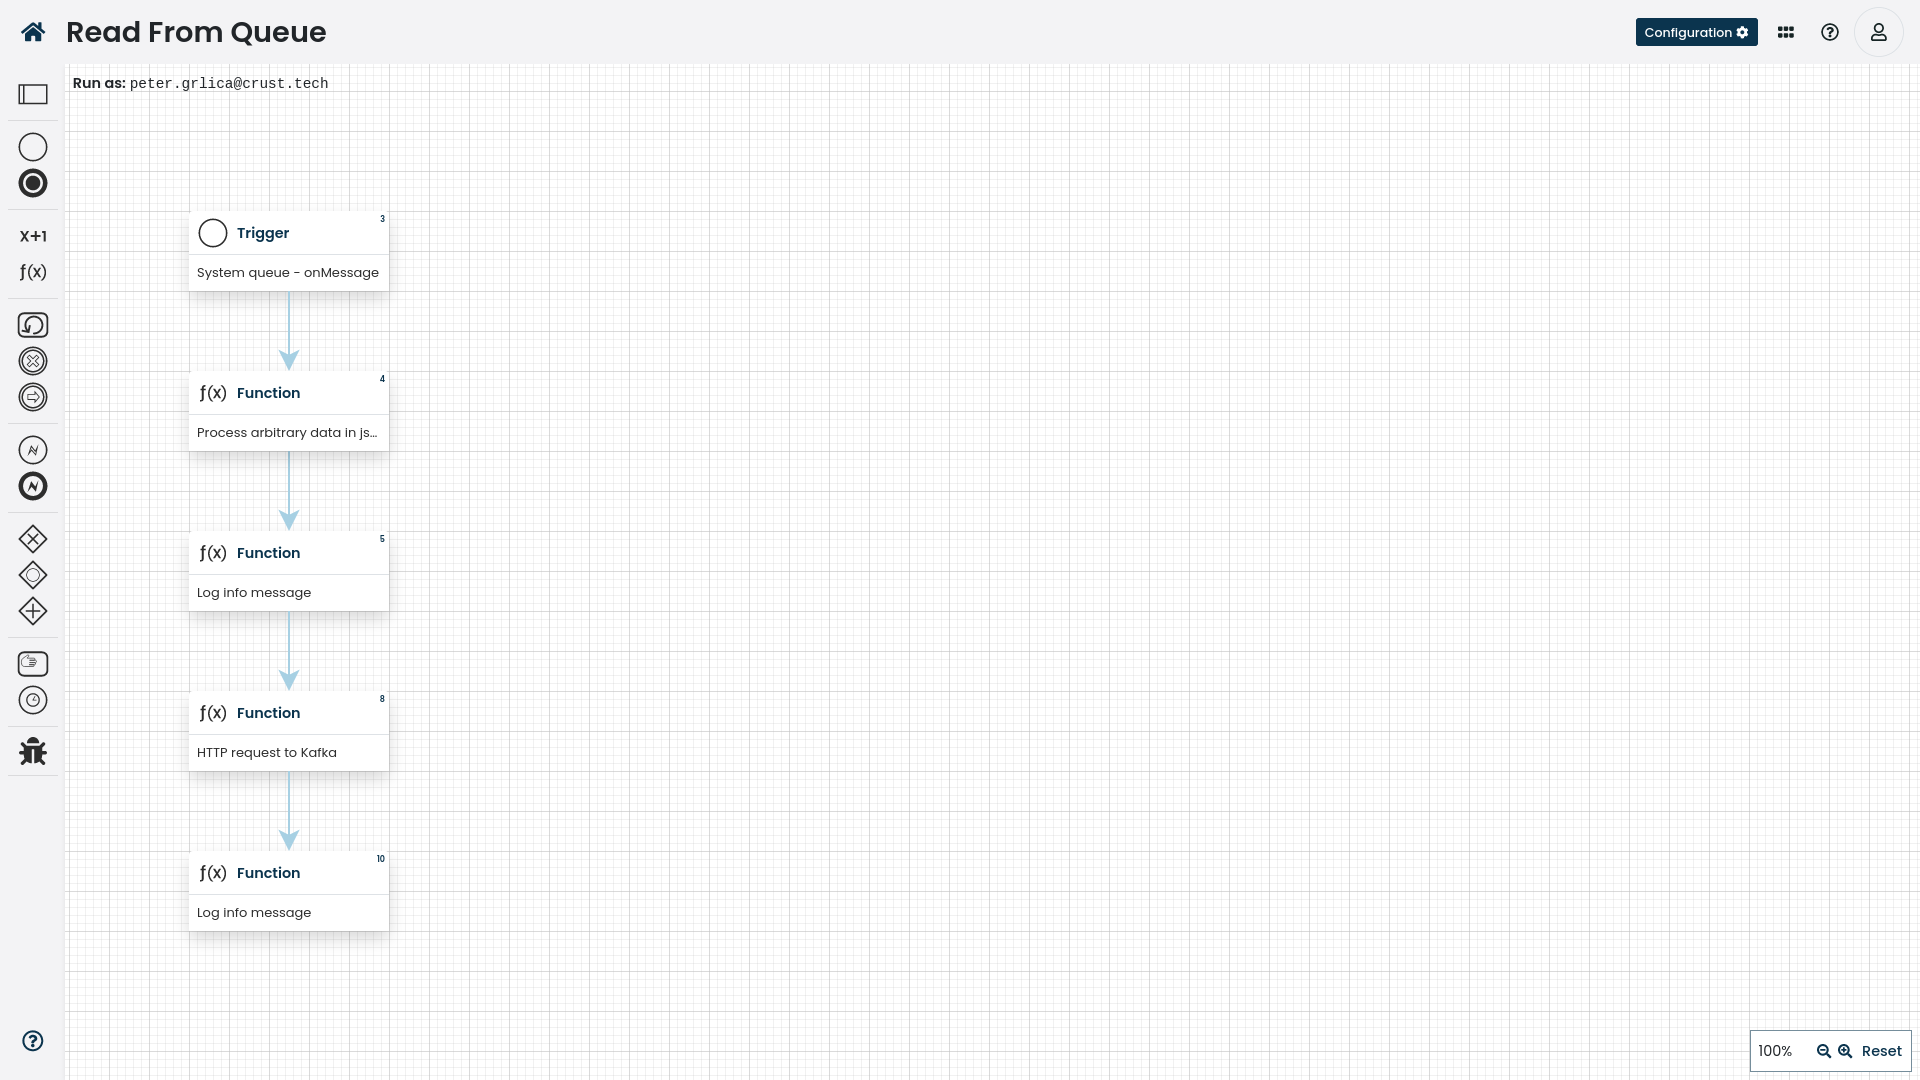 Read From Queue
Configuration
Run as: peter.grlica@crust.tech
X+1
ƒ(x)
3
Trigger
System queue - onMessage
4
ƒ(x) Function
Process arbitrary data in js...
5
ƒ(x) Function
Log info message
8
ƒ(x) Function
HTTP request to Kafka
10
ƒ(x) Function
Log info message
100% Reset